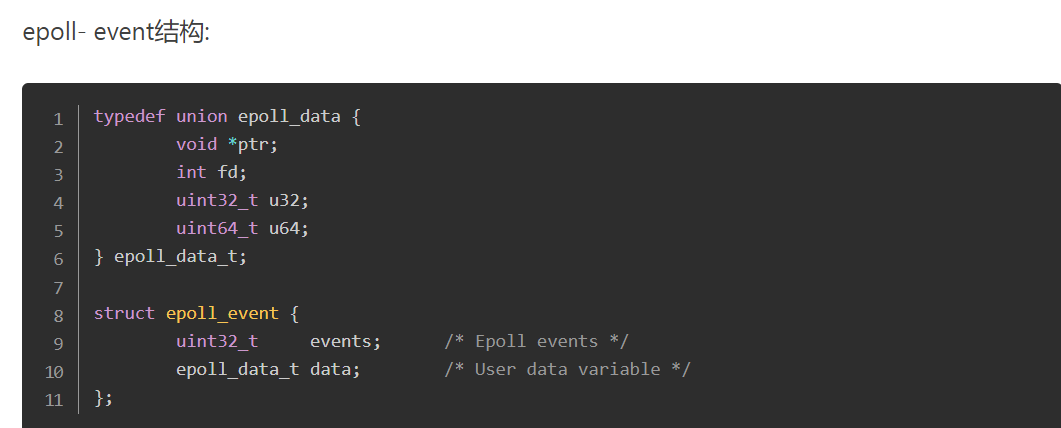 epoll- event结构:
1 typedef union epoll_data {
2         void *ptr;
3         int fd;
4         uint32_t u32;
5         uint64_t u64;
6 } epoll_data_t;
7
8 struct epoll_event {
9         uint32_t     events;      /* Epoll events */
10         epoll_data_t data;        /* User data variable */
11 };